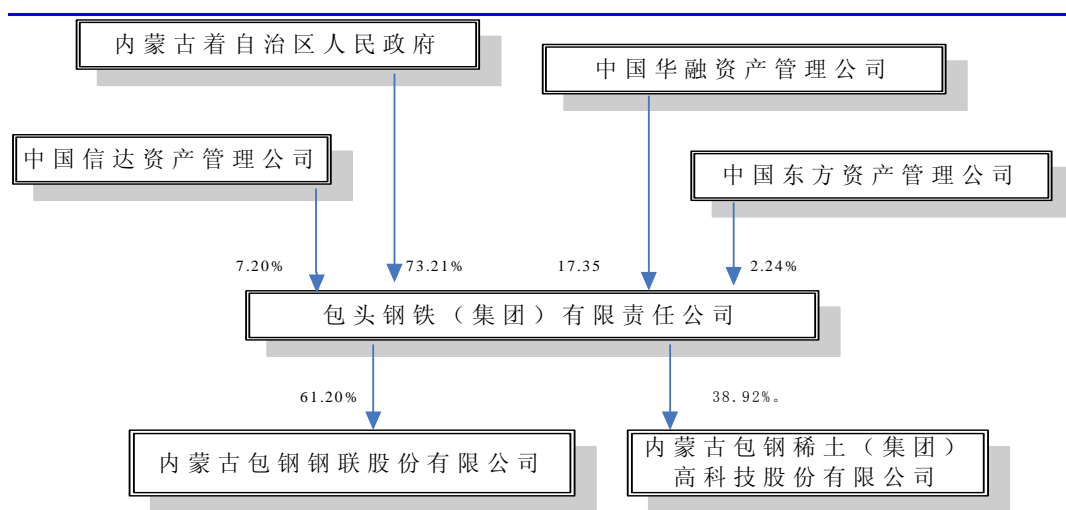 内蒙古着自治区人民政府
中国华融资产管理公司
中国信达资产管理公司
中国东方资产管理公司
7.20%
73.21%
17.35
2.24%
包头钢铁（集团）有限责任公司
61.20%
38.92%。
内蒙古包钢钢联股份有限公司
内蒙古包钢稀土（集团）
高科技股份有限公司